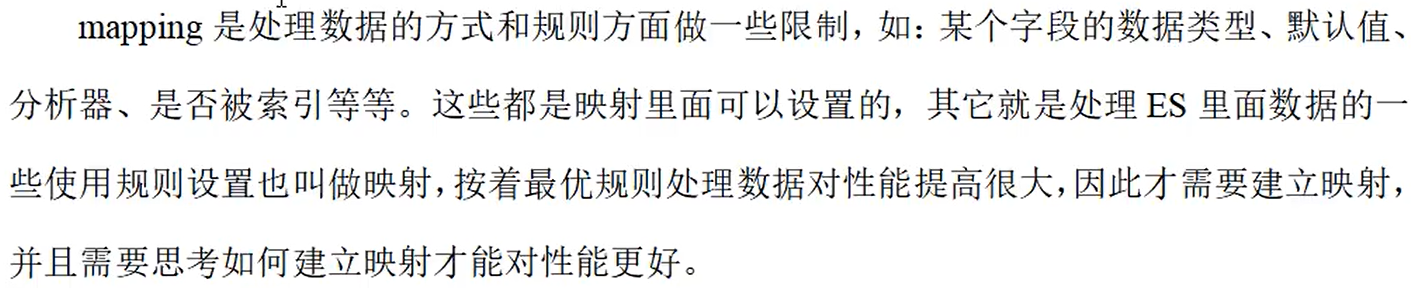 mapping 是处理数据的方式和规则方面做一些限制，如：某个字段的数据类型、默认值、
分析器、是否被索引等等。这些都是映射里面可以设置的，其它就是处理 ES 里面数据的一
些使用规则设置也叫做映射，按着最优规则处理数据对性能提高很大，因此才需要建立映射，
并且需要思考如何建立映射才能对性能更好。